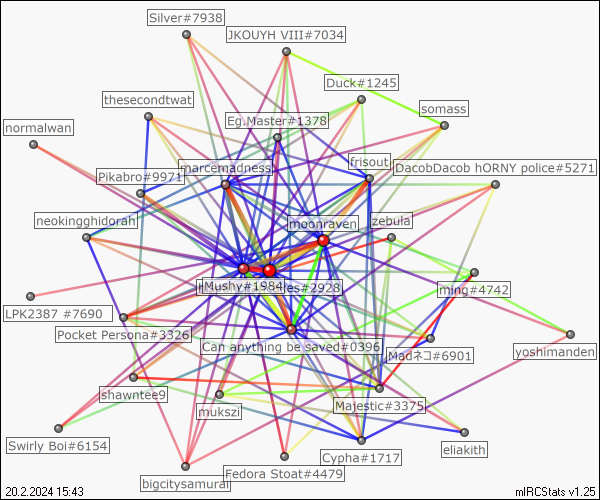 Silver#7938
JKOUYH VIII#7034
Duck#1245
thesecondtwat
somass
Eg.Master#1378
normalwan
frisout
marcemadness
DacobDacob hORNY police#5271
Pikabro#9971
neokingghidorah
moonraven
zebula
Mushy#1984
#2928
ming#4742
LPK2387 #7690
Pocket Persona#3326
Can anything be saved#0396
Madネコ#6901
yoshimanden
shawntee9
mukszi
Majestic#3375
Swirly Boi#6154
eliakith
Cypha#1717
Fedora Stoat#4479
bigcitysamurai
20.2.2024 15:43
mIRCStats v1.25